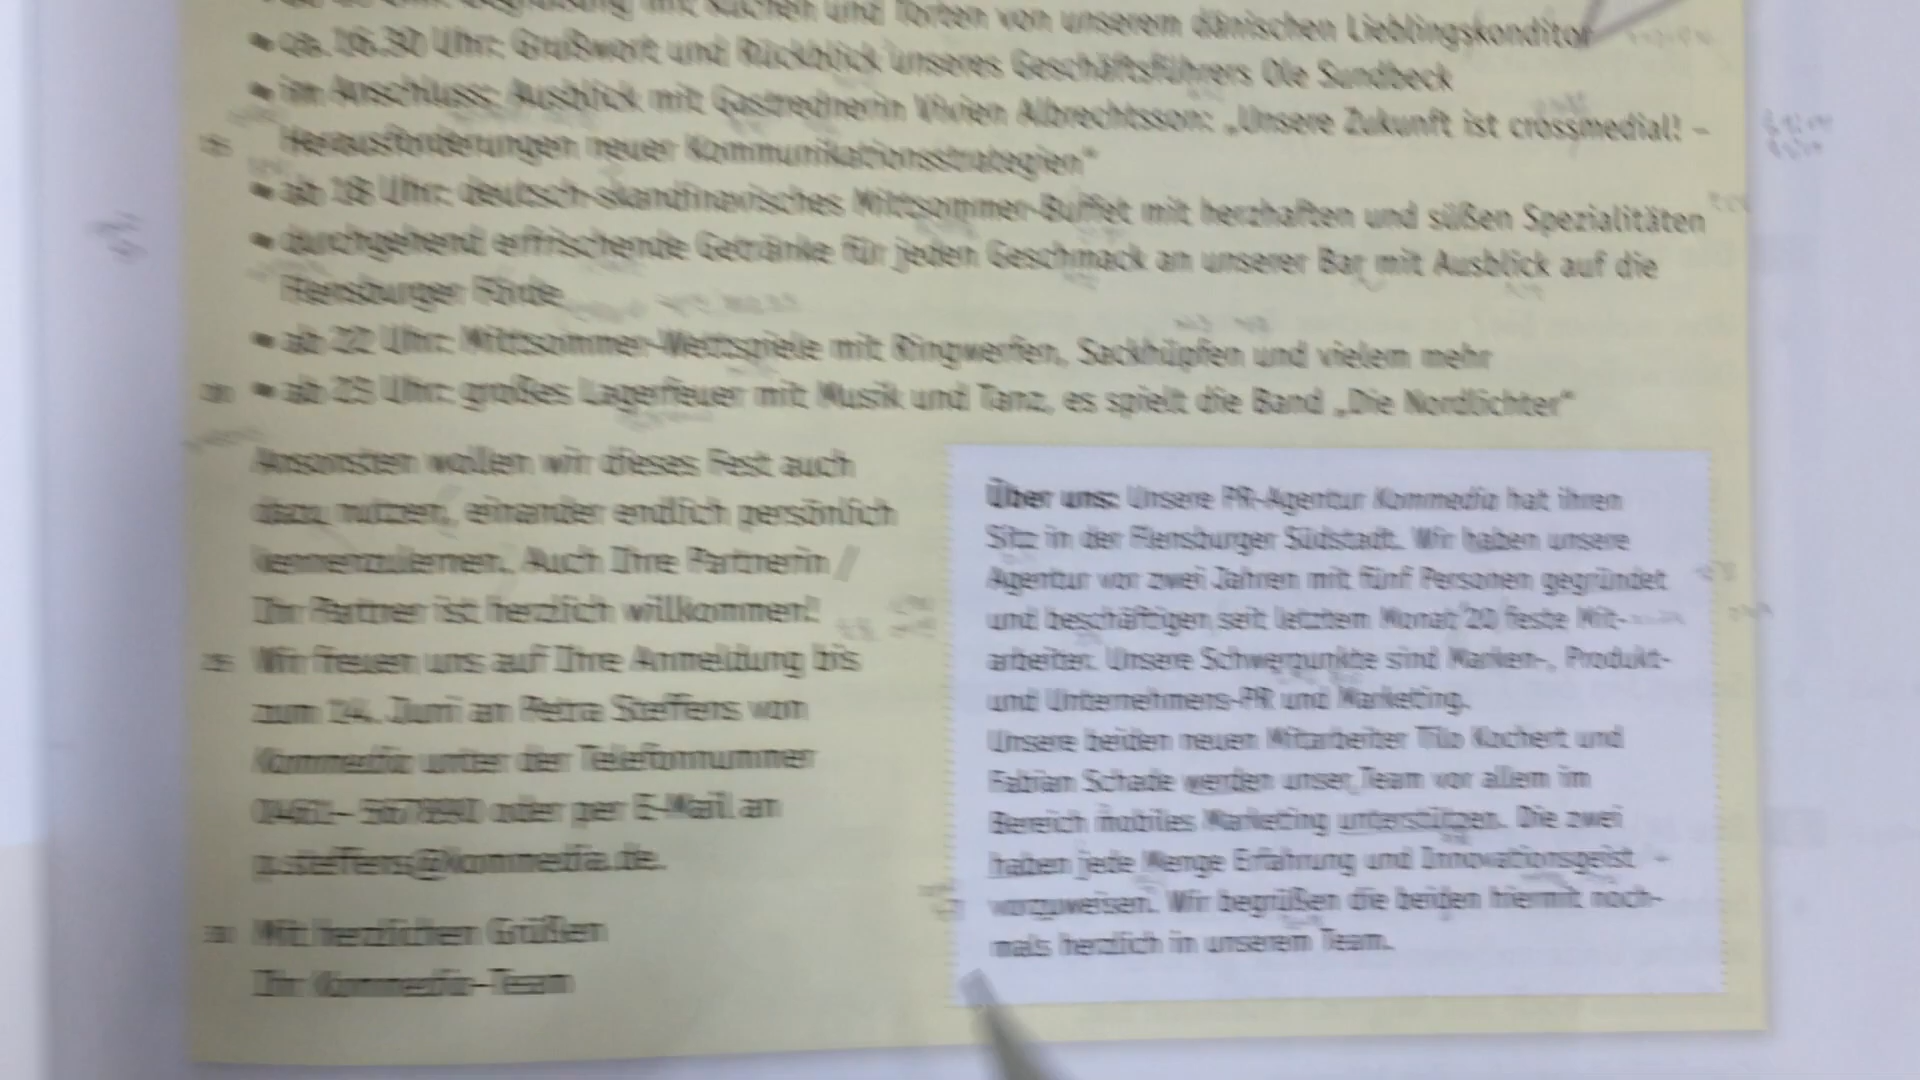 Begrüßung mit Kuchen und Torten von unserem dänischen Lieblingskonditor
• ca. 16.30 Uhr: Grußwort und Rückblick unseres Geschäftsführers Ole Sundbeck
• im Anschluss: Ausblick mit Gastrednerin Vivien Albrechtsson: „Unsere Zukunft ist crossmedial! –
15 Herausforderungen neuer Kommunikationsstrategien“
• ab 18 Uhr: deutsch-skandinavisches Mittsommer-Buffet mit herzhaften und süßen Spezialitäten
• durchgehend erfrischende Getränke für jeden Geschmack an unserer Bar mit Ausblick auf die
Flensburger Förde
• ab 22 Uhr: Mittsommer-Wettspiele mit Ringwerfen, Sackhüpfen und vielem mehr
20 • ab 23 Uhr: großes Lagerfeuer mit Musik und Tanz, es spielt die Band „Die Nordlichter“
Ansonsten wollen wir dieses Fest auch
dazu nutzen, einander endlich persönlich
kennenzulernen. Auch Ihre Partnerin /
Ihr Partner ist herzlich willkommen!
25 Wir freuen uns auf Ihre Anmeldung bis
zum 14. Juni an Petra Steffens von
Kommedia unter der Telefonnummer
0461– oder per E-Mail an
p.steffens@kommedia.de.
30 Mit herzlichen Grüßen
Ihr Kommedia-Team
Über uns: Unsere PR-Agentur Kommedia hat ihren
Sitz in der Flensburger Südstadt. Wir haben unsere
Agentur vor zwei Jahren mit fünf Personen gegründet
und beschäftigen seit letztem Monat 20 feste Mit-
arbeiter. Unsere Schwerpunkte sind Marken-, Produkt-
und Unternehmens-PR und Marketing.
Unsere beiden neuen Mitarbeiter Tilo Kochert und
Fabian Schade werden unser Team vor allem im
Bereich mobiles Marketing unterstützen. Die zwei
haben jede Menge Erfahrung und Innovationsgeist
vorzuweisen. Wir begrüßen die beiden hiermit noch-
mals herzlich in unserem Team.